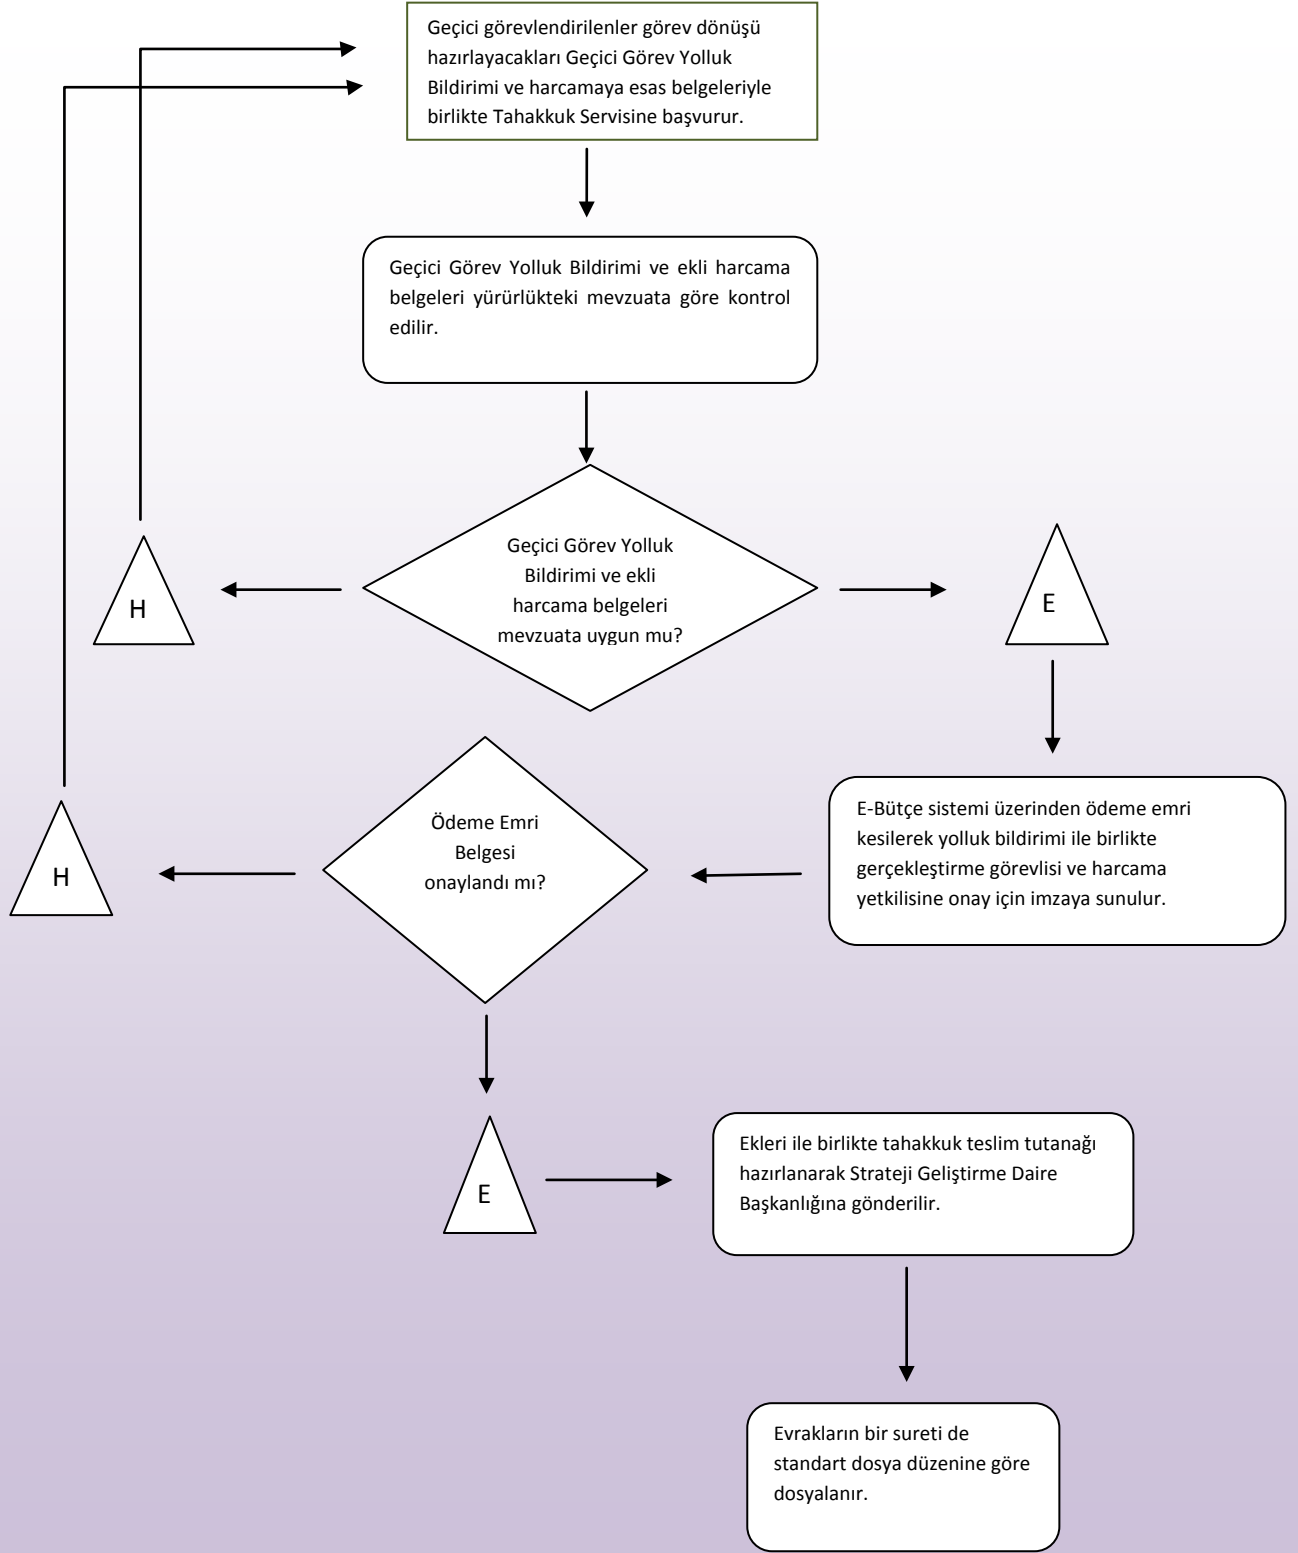 Geçici görevlendirilenler görev dönüşü
hazırlayacakları Geçici Görev Yolluk
Bildirimi ve harcamaya esas belgeleriyle
birlikte Tahakkuk Servisine başvurur.
Geçici Görev Yolluk Bildirimi ve ekli harcama
belgeleri yürürlükteki mevzuata göre kontrol
edilir.
Geçici Görev Yolluk
Bildirimi ve ekli
harcama belgeleri
mevzuata uygun mu?
H
E
E-Bütçe sistemi üzerinden ödeme emri
kesilerek yolluk bildirimi ile birlikte
gerçekleştirme görevlisi ve harcama
yetkilisine onay için imzaya sunulur.
Ödeme Emri
Belgesi
onaylandı mı?
H
E
Ekleri ile birlikte tahakkuk teslim tutanağı
hazırlanarak Strateji Geliştirme Daire
Başkanlığına gönderilir.
Evrakların bir sureti de
standart dosya düzenine göre
dosyalanır.